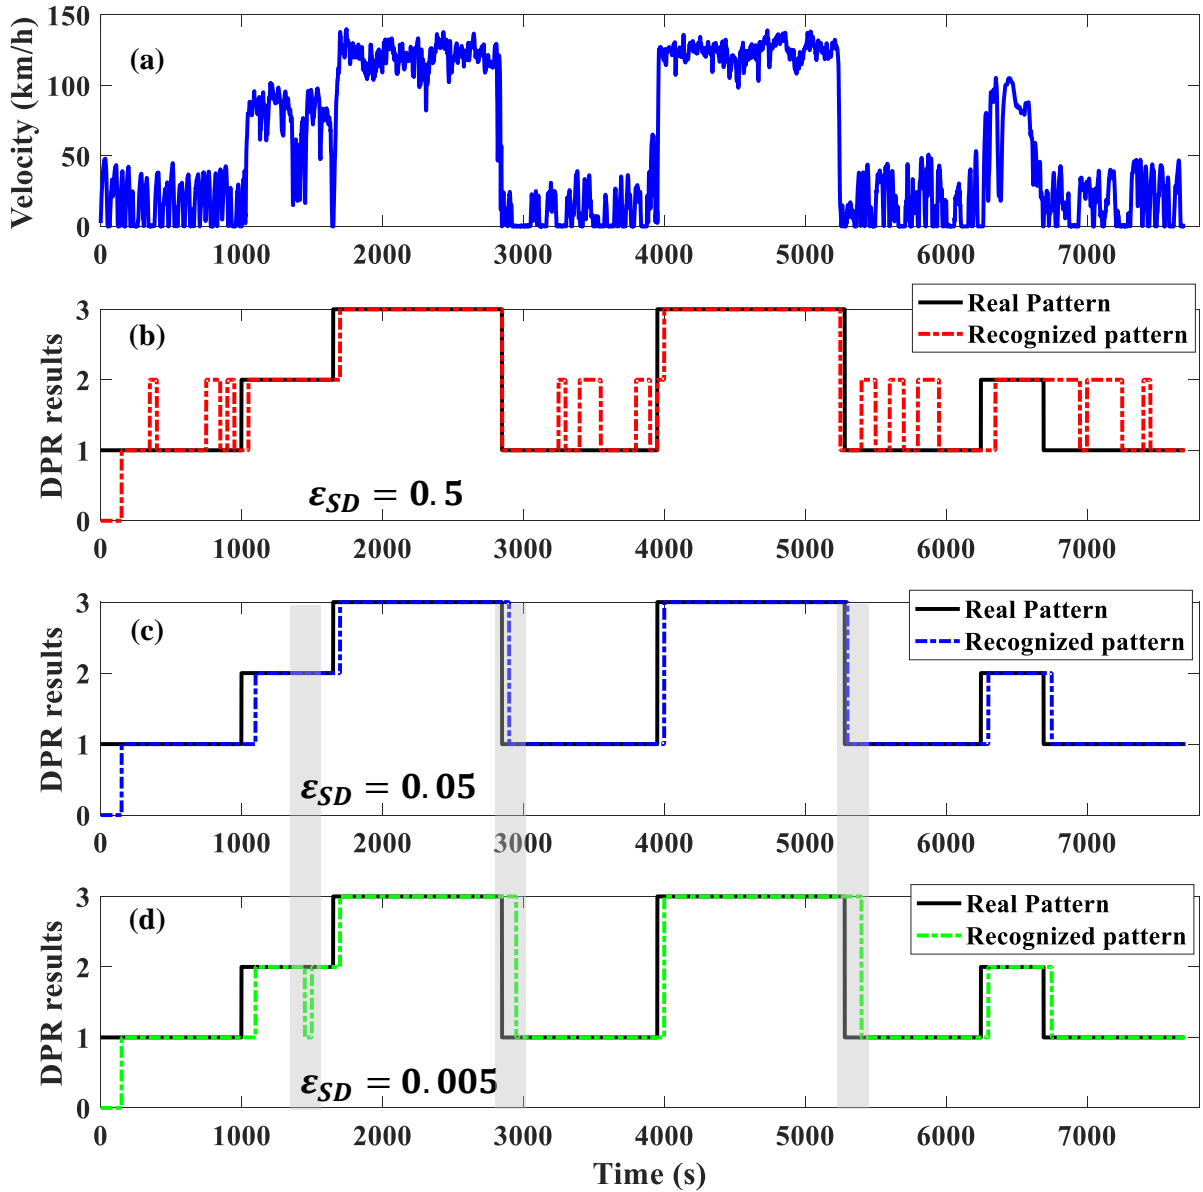 Velocity (km/h)
150
100
50
0
(a)
0 1000 2000 3000 4000 5000 6000 7000
DPR results
3
2
1
0
(b)
Real Pattern
Recognized pattern
ε_SD = 0.5
0 1000 2000 3000 4000 5000 6000 7000
DPR results
3
2
1
0
(c)
Real Pattern
Recognized pattern
ε_SD = 0.05
0 1000 2000 3000 4000 5000 6000 7000
DPR results
3
2
1
0
(d)
Real Pattern
Recognized pattern
ε_SD = 0.005
0 1000 2000 3000 4000 5000 6000 7000
Time (s)